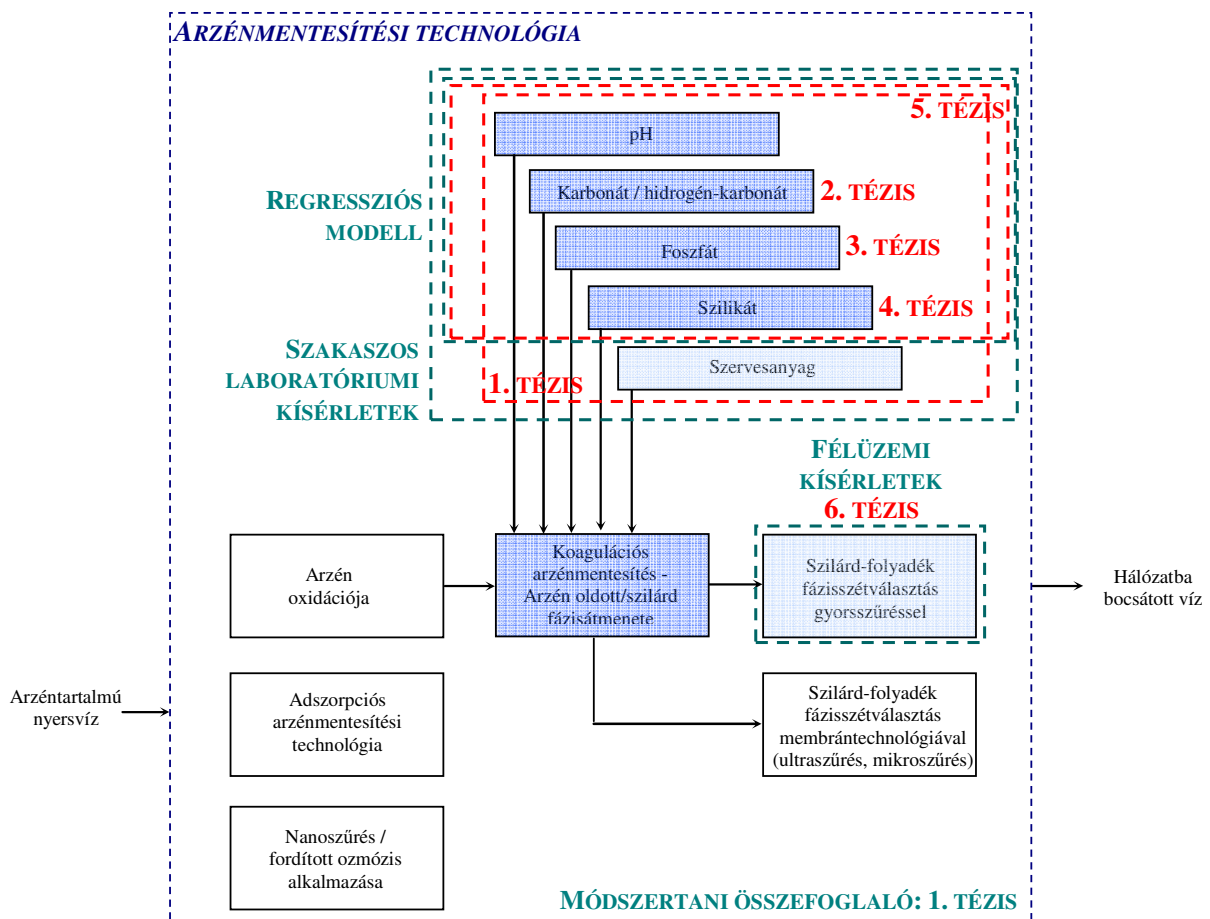 ARZÉNMENTESÍTÉSI TECHNOLÓGIA
5. TÉZIS
pH
Karbonát / hidrogén-karbonát
2. TÉZIS
REGRESSZIÓS
MODELL
Foszfát
3. TÉZIS
Szilikát
4. TÉZIS
SZAKASZOS
LABORATÓRIUMI
KÍSÉRLETEK
Szervesanyag
1. TÉZIS
FÉLÜZEMI
KÍSÉRLETEK
6. TÉZIS
Arzén
oxidációja
Koagulációs
arzénmentesítés -
Arzén oldott/szilárd
fázisátmenete
Szilárd-folyadék
fázisszétválasztás
gyorsszűréssel
Hálózatba
bocsátott víz
Arzéntartalmú
nyersvíz
Adszorpciós
arzénmentesítési
technológia
Szilárd-folyadék
fázisszétválasztás
membrántechnológiával
(ultraszűrés, mikroszűrés)
Nanoszűrés /
fordított ozmózis
alkalmazása
MÓDSZERTANI ÖSSZEFOGLALÓ: 1. TÉZIS